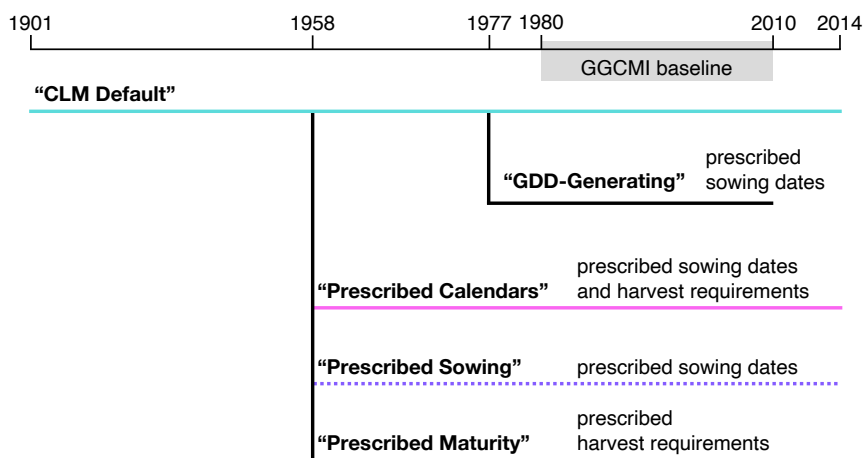 1901 1958 1977 1980 2010 2014
GGCMI baseline
“CLM Default”
prescribed
“GDD-Generating” sowing dates
prescribed sowing dates
“Prescribed Calendars” and harvest requirements
“Prescribed Sowing” prescribed sowing dates
prescribed
“Prescribed Maturity” harvest requirements